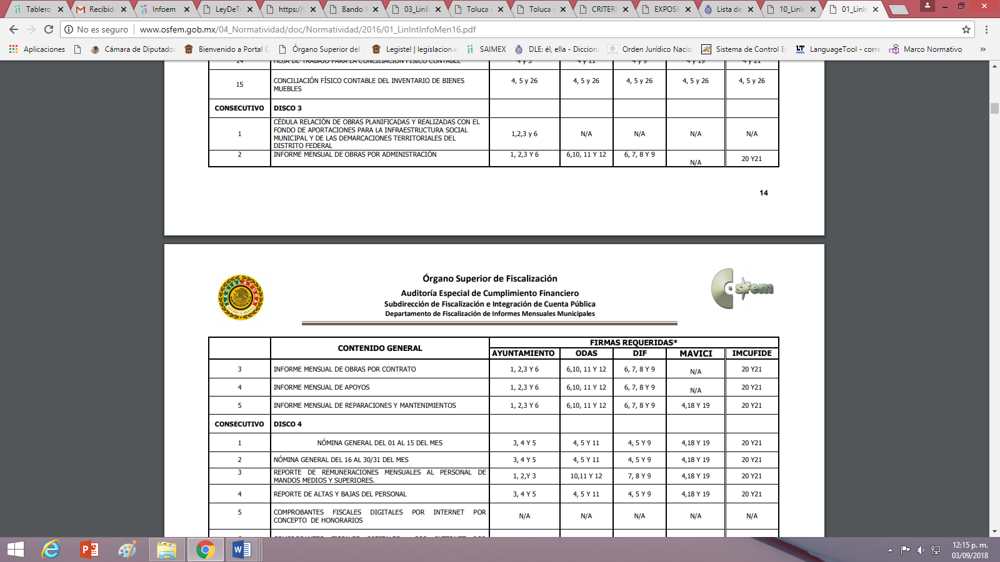 Tablero
Recibido
Infoem
LeyDeTr
https://
Bando
03_LinE
Toluca
Toluca
CRITERI
EXPOSI
Lista de
10_LinI
01_LinIn
No es seguro
www.osfem.gob.mx/04_Normatividad/doc/Normatividad/2016/01_LinIntInfoMen16.pdf
Aplicaciones
Cámara de Diputados
Bienvenido a Portal
Órgano Superior del
Legistel | legislacion.e
SAIMEX
DLE: él, ella - Diccion
Orden Jurídico Nacio
Sistema de Control E
LanguageTool - corre
Marco Normativo
»
14 HOJA DE TRABAJO PARA LA CONCILIACIÓN FÍSICO CONTABLE 4 y 5 4 y 11 4 y 9 4 y 19 4 y 21
15 CONCILIACIÓN FÍSICO CONTABLE DEL INVENTARIO DE BIENES 4, 5 y 26 4, 5 y 26 4, 5 y 26 4, 5 y 26 4, 5 y 26
MUEBLES
CONSECUTIVO DISCO 3
CÉDULA RELACIÓN DE OBRAS PLANIFICADAS Y REALIZADAS CON EL
FONDO DE APORTACIONES PARA LA INFRAESTRUCTURA SOCIAL
1 MUNICIPAL Y DE LAS DEMARCACIONES TERRITORIALES DEL 1,2,3 y 6 N/A N/A N/A N/A
DISTRITO FEDERAL
2 INFORME MENSUAL DE OBRAS POR ADMINISTRACIÓN 1, 2,3 Y 6 6,10, 11 Y 12 6, 7, 8 Y 9 N/A 20 Y21
14
LEGISLATURA
ESTADO DE MÉXICO
Órgano Superior de Fiscalización
Auditoría Especial de Cumplimiento Financiero
Subdirección de Fiscalización e Integración de Cuenta Pública
Departamento de Fiscalización de Informes Mensuales Municipales
osfem
CONTENIDO GENERAL FIRMAS REQUERIDAS*
AYUNTAMIENTO ODAS DIF MAVICI IMCUFIDE
3 INFORME MENSUAL DE OBRAS POR CONTRATO 1, 2,3 Y 6 6,10, 11 Y 12 6, 7, 8 Y 9 N/A 20 Y21
4 INFORME MENSUAL DE APOYOS 1, 2,3 Y 6 6,10, 11 Y 12 6, 7, 8 Y 9 N/A 20 Y21
5 INFORME MENSUAL DE REPARACIONES Y MANTENIMIENTOS 1, 2,3 Y 6 6,10, 11 Y 12 6, 7, 8 Y 9 4,18 Y 19 20 Y21
CONSECUTIVO DISCO 4
1 NÓMINA GENERAL DEL 01 AL 15 DEL MES 3, 4 Y 5 4, 5 Y 11 4, 5 Y 9 4,18 Y 19 20 Y21
2 NÓMINA GENERAL DEL 16 AL 30/31 DEL MES 3, 4 Y 5 4, 5 Y 11 4, 5 Y 9 4,18 Y 19 20 Y21
3 REPORTE DE REMUNERACIONES MENSUALES AL PERSONAL DE 1, 2,Y 3 10,11 Y 12 7, 8 Y 9 4,18 Y 19 20 Y21
MANDOS MEDIOS Y SUPERIORES.
4 REPORTE DE ALTAS Y BAJAS DEL PERSONAL 3, 4 Y 5 4, 5 Y 11 4, 5 Y 9 4,18 Y 19 20 Y21
5 COMPROBANTES FISCALES DIGITALES POR INTERNET POR N/A N/A N/A N/A N/A
CONCEPTO DE HONORARIOS
COMPROBANTES FISCALES DIGITALES POR INTERNET POR
12:15 p. m.
03/09/2018